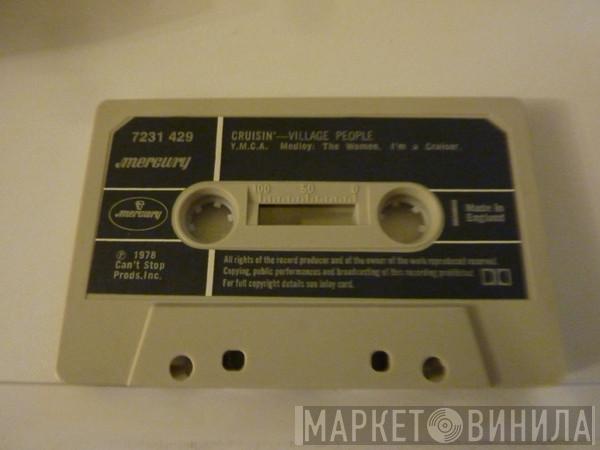 7231 429
CRUISIN'—VILLAGE PEOPLE
Y.M.C.A. Medley: The Women, I'm a Cruiser.
mercury
100 50 0
mercury
I
Made in
England
℗ 1978
Can't Stop
Prods, Inc.
All rights of the record producer and of the owner of the work reproduced reserved.
Copying, public performances and broadcasting of this recording prohibited
For full copyright details see inlay card.
МАРКЕТ ВИНИЛА